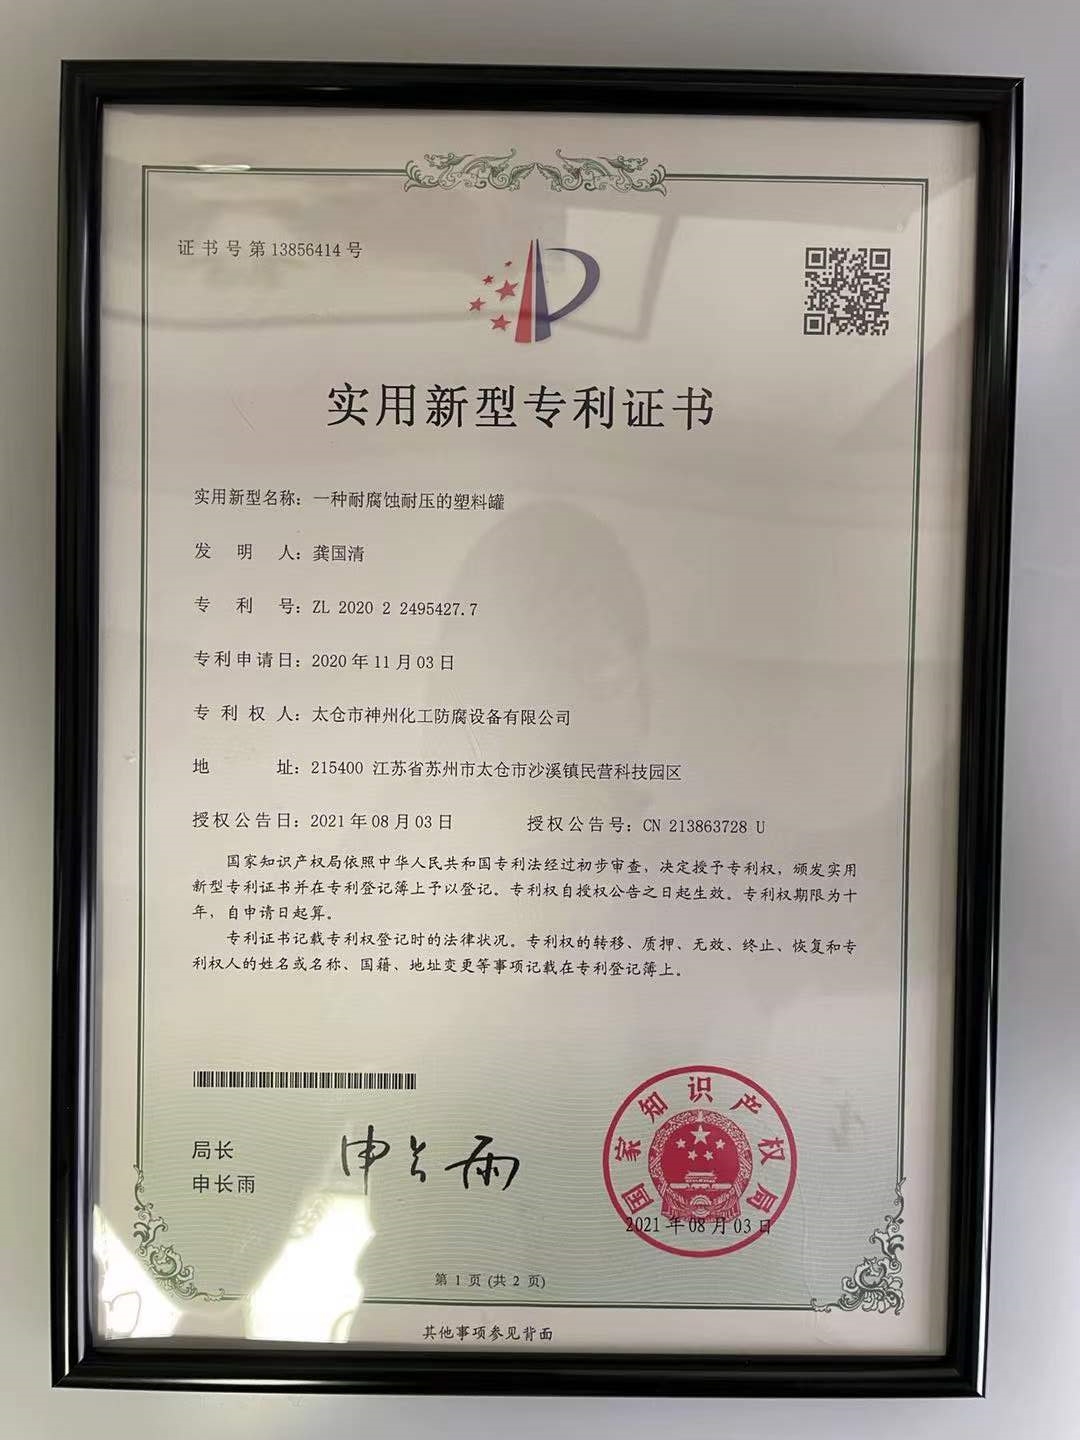 证书号第13856414号
实用新型专利证书
实用新型名称：一种耐腐蚀耐压的塑料罐
发明人：龚国清
专利号：ZL 2020 2 2495427.7
专利申请日：2020年11月03日
专利权人：太仓市神州化工防腐设备有限公司
地址：215400 江苏省苏州市太仓市沙溪镇民营科技园区
授权公告日：2021年08月03日 授权公告号：CN 213863728 U
国家知识产权局依照中华人民共和国专利法经过初步审查，决定授予专利权，颁发实用
新型专利证书并在专利登记簿上予以登记。专利权自授权公告之日起生效。专利权期限为十
年，自申请日起算。
专利证书记载专利权登记时的法律状况。专利权的转移、质押、无效、终止、恢复和专
利权人的姓名或名称、国籍、地址变更等事项记载在专利登记簿上。
局长
申长雨
申长雨
国家知识产权局
2021年08月03日
第 1 页 (共 2 页)
其他事项参见背面